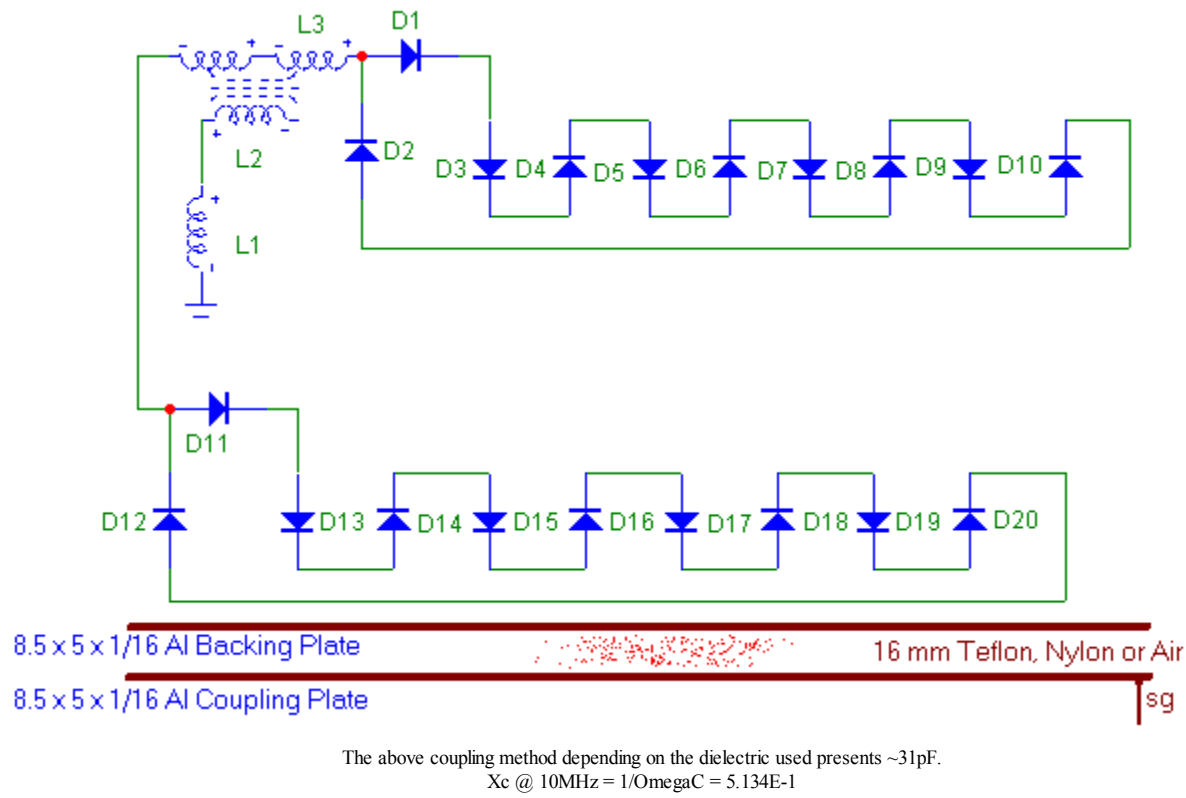 L3
D1
L2
D2
L1
D3
D4
D5
D6
D7
D8
D9
D10
D11
D12
D13
D14
D15
D16
D17
D18
D19
D20
8.5 x 5 x 1/16 Al Backing Plate
16 mm Teflon, Nylon or Air
8.5 x 5 x 1/16 Al Coupling Plate
sg
The above coupling method depending on the dielectric used presents ~31pF.
Xc @ 10MHz = 1/OmegaC = 5.134E-1